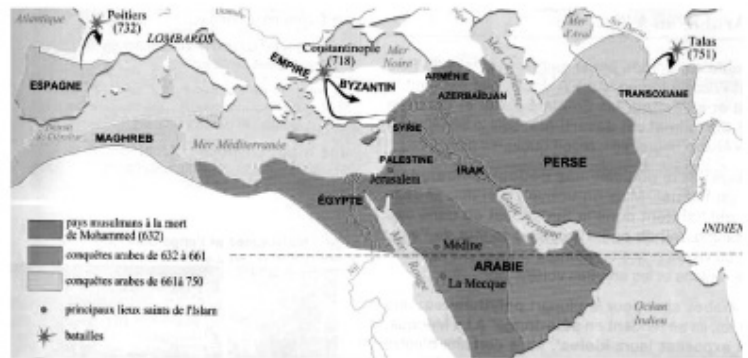 Atlantique
Poitiers
(732)
LOMBARDS
ESPAGNE
MAGHREB
Mer Méditerranée
Constantinople
(718)
EMPIRE
BYZANTIN
Mer
Noire
Mer Caspienne
Mer
d'Aral
Talas
(751)
TRANSOXIANE
ARMÉNIE
AZERBAÏDJAN
SYRIE
PALESTINE
Jérusalem
IRAK
PERSE
ÉGYPTE
Nil
Mer Rouge
Golfe Persique
Médine
ARABIE
La Mecque
INDIEN
Océan
Indien
pays musulmans à la mort
de Mohammed (632)
conquêtes arabes de 632 à 661
conquêtes arabes de 661 à 750
principaux lieux saints de l'Islam
batailles